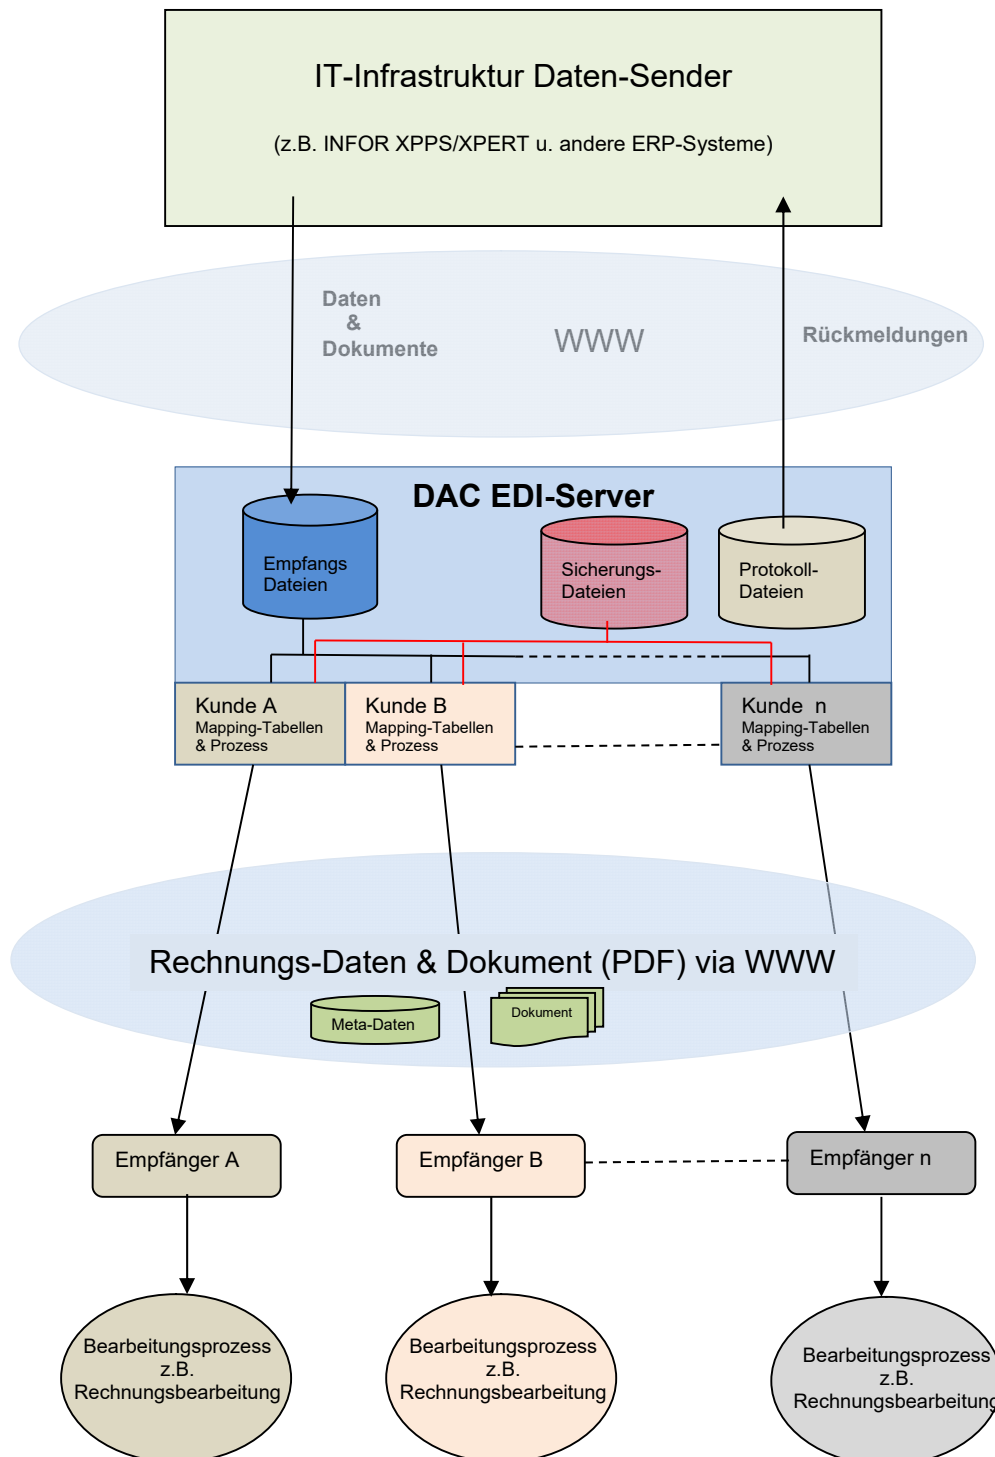 IT-Infrastruktur Daten-Sender
(z.B. INFOR XPPS/XPERT u. andere ERP-Systeme)
Daten
&
Dokumente
WWW
Rückmeldungen
DAC EDI-Server
Empfangs
Dateien
Sicherungs-
Dateien
Protokoll-
Dateien
Kunde A
Mapping-Tabellen
& Prozess
Kunde B
Mapping-Tabellen
& Prozess
Kunde n
Mapping-Tabellen
& Prozess
Rechnungs-Daten & Dokument (PDF) via WWW
Meta-Daten
Dokument
Empfänger A
Empfänger B
Empfänger n
Bearbeitungsprozess
z.B.
Rechnungsbearbeitung
Bearbeitungsprozess
z.B.
Rechnungsbearbeitung
Bearbeitungsprozess
z.B.
Rechnungsbearbeitung